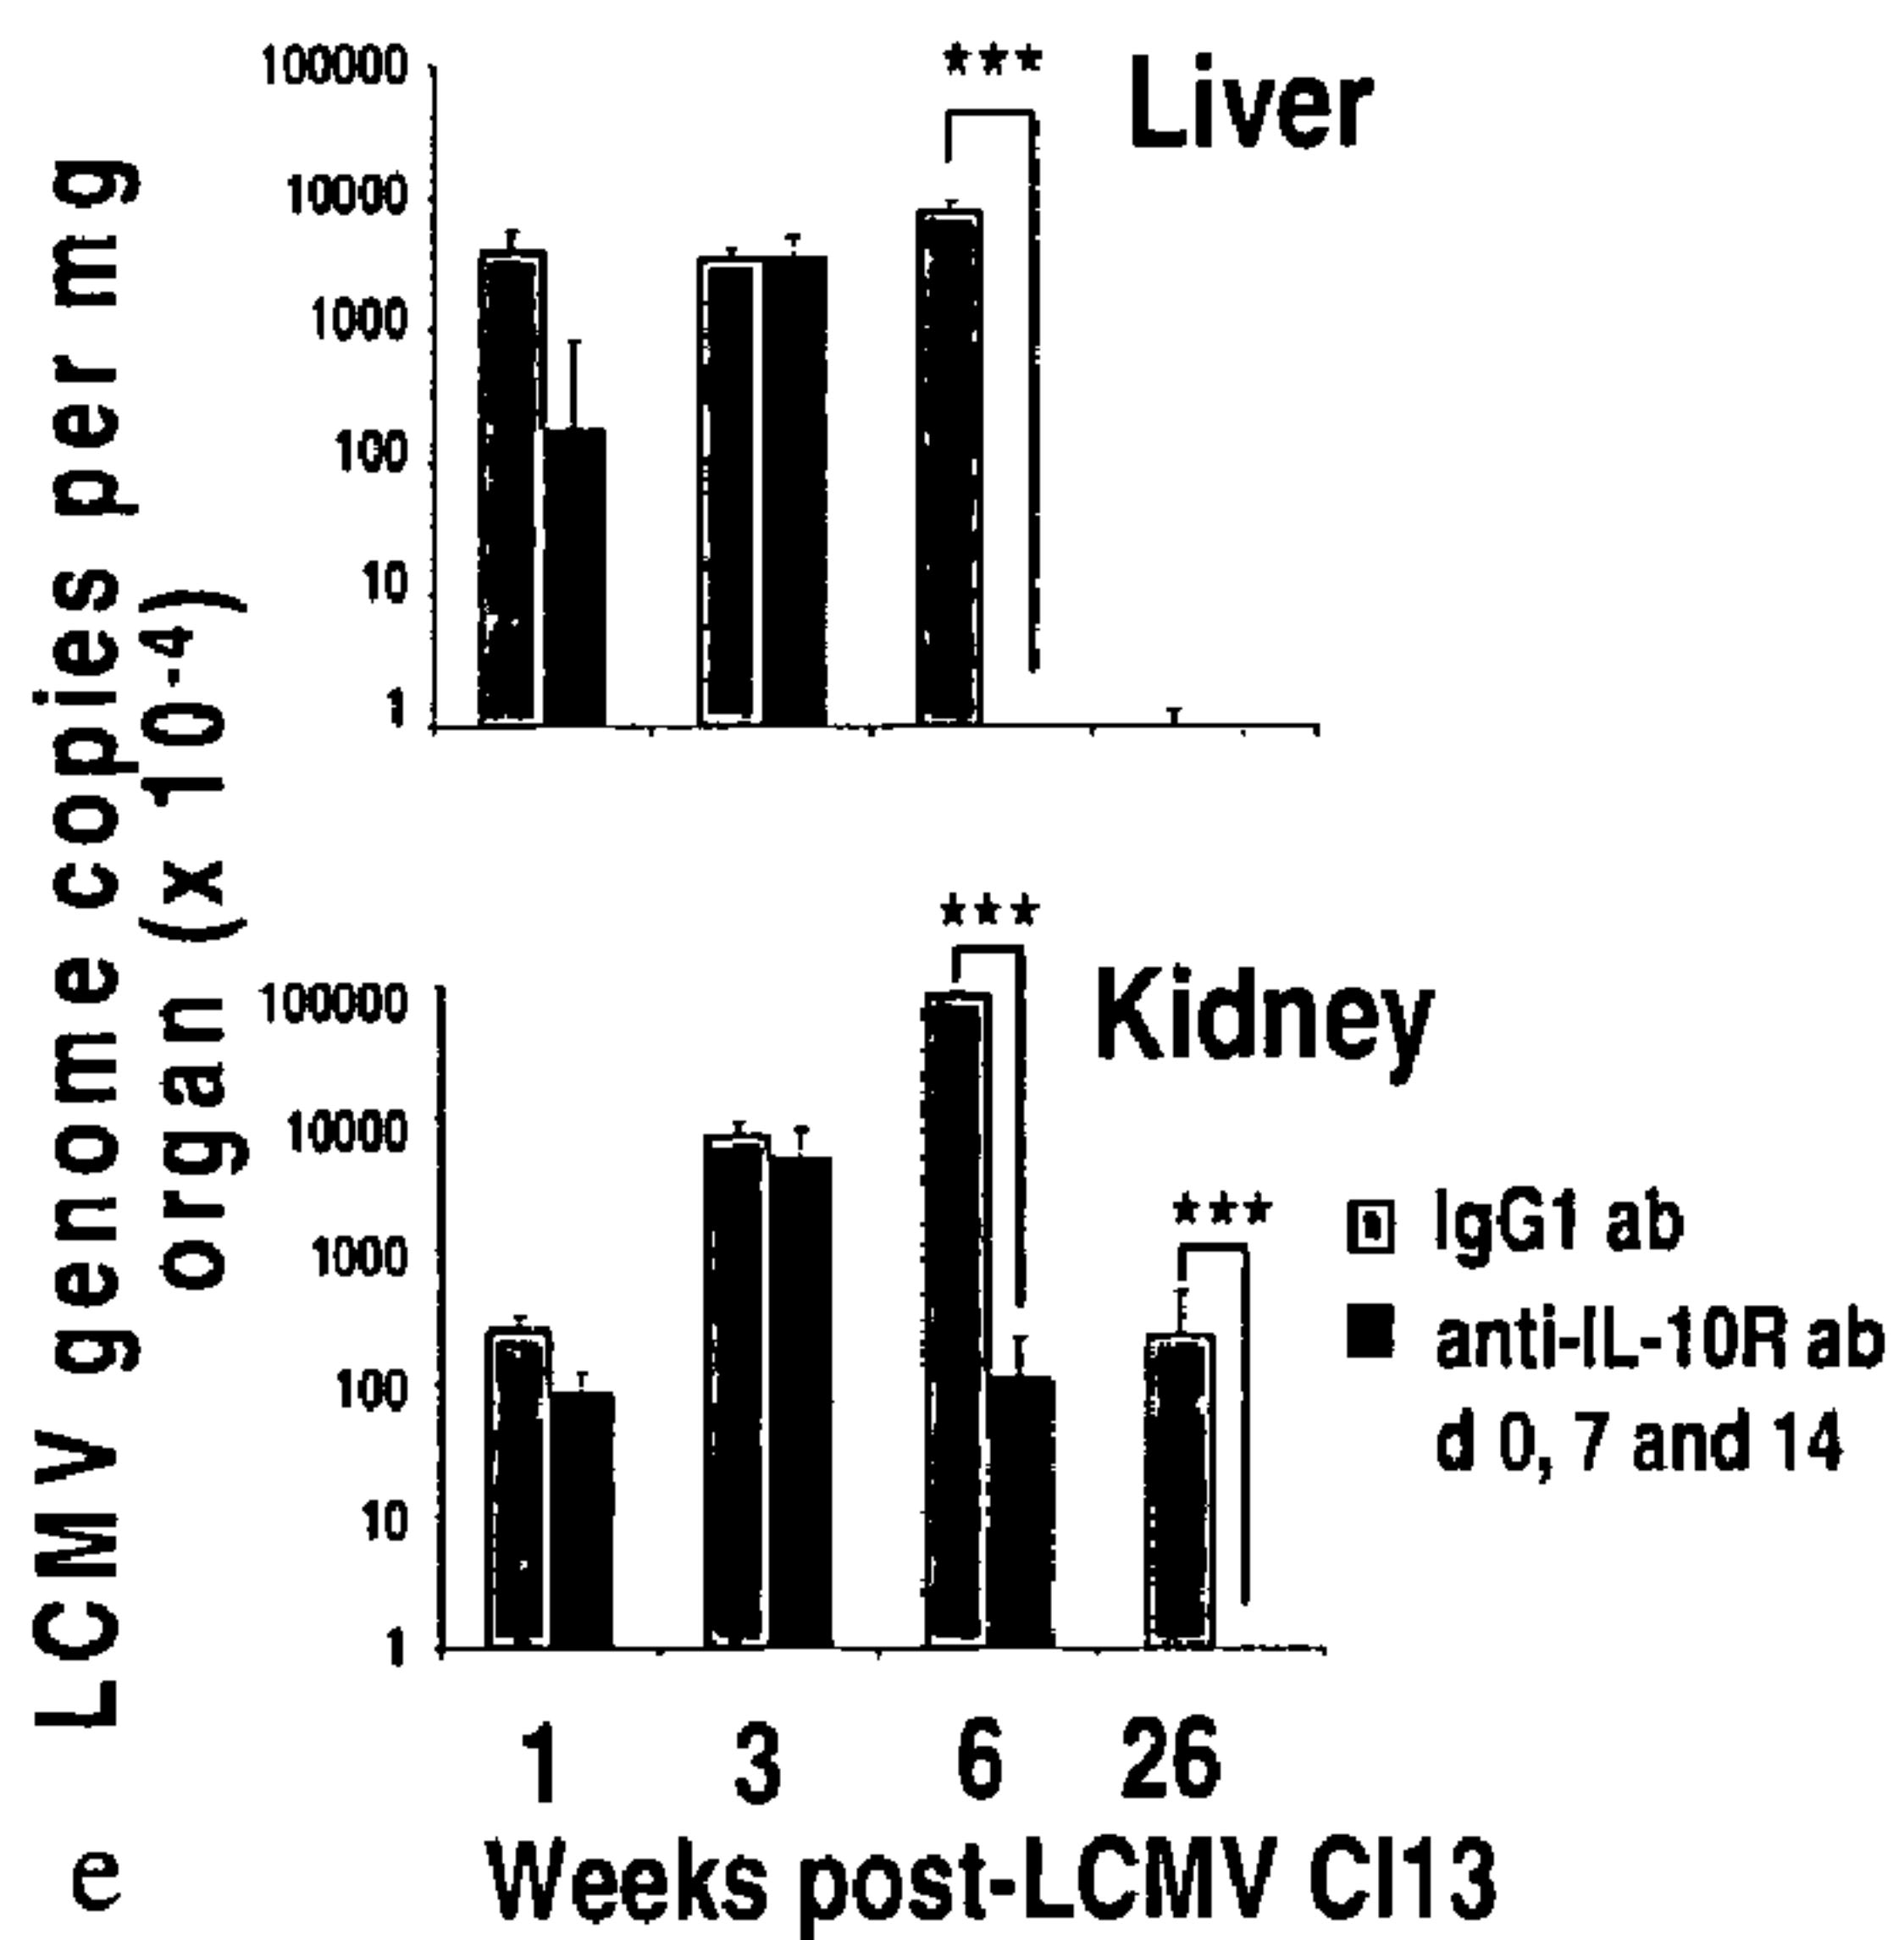 LCMV genome copies per mg
organ (x 10-4)
Liver
***
100000
10000
1000
100
10
1
Kidney
***
***
100000
10000
1000
100
10
1
IgG1 ab
anti-IL-10R ab
d 0, 7 and 14
1 3 6 26
Weeks post-LCMV Cl13
e